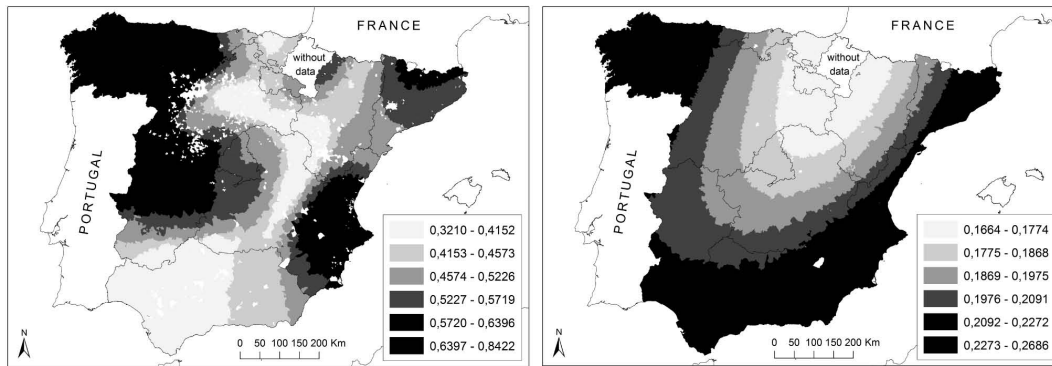 FRANCE
without
data
PORTUGAL
0,3210 - 0,4152
0,4153 - 0,4573
0,4574 - 0,5226
0,5227 - 0,5719
0,5720 - 0,6396
0,6397 - 0,8422
N
0 50 100 150 200 Km
FRANCE
without
data
PORTUGAL
0,1664 - 0,1774
0,1775 - 0,1868
0,1869 - 0,1975
0,1976 - 0,2091
0,2092 - 0,2272
0,2273 - 0,2686
N
0 50 100 150 200 Km